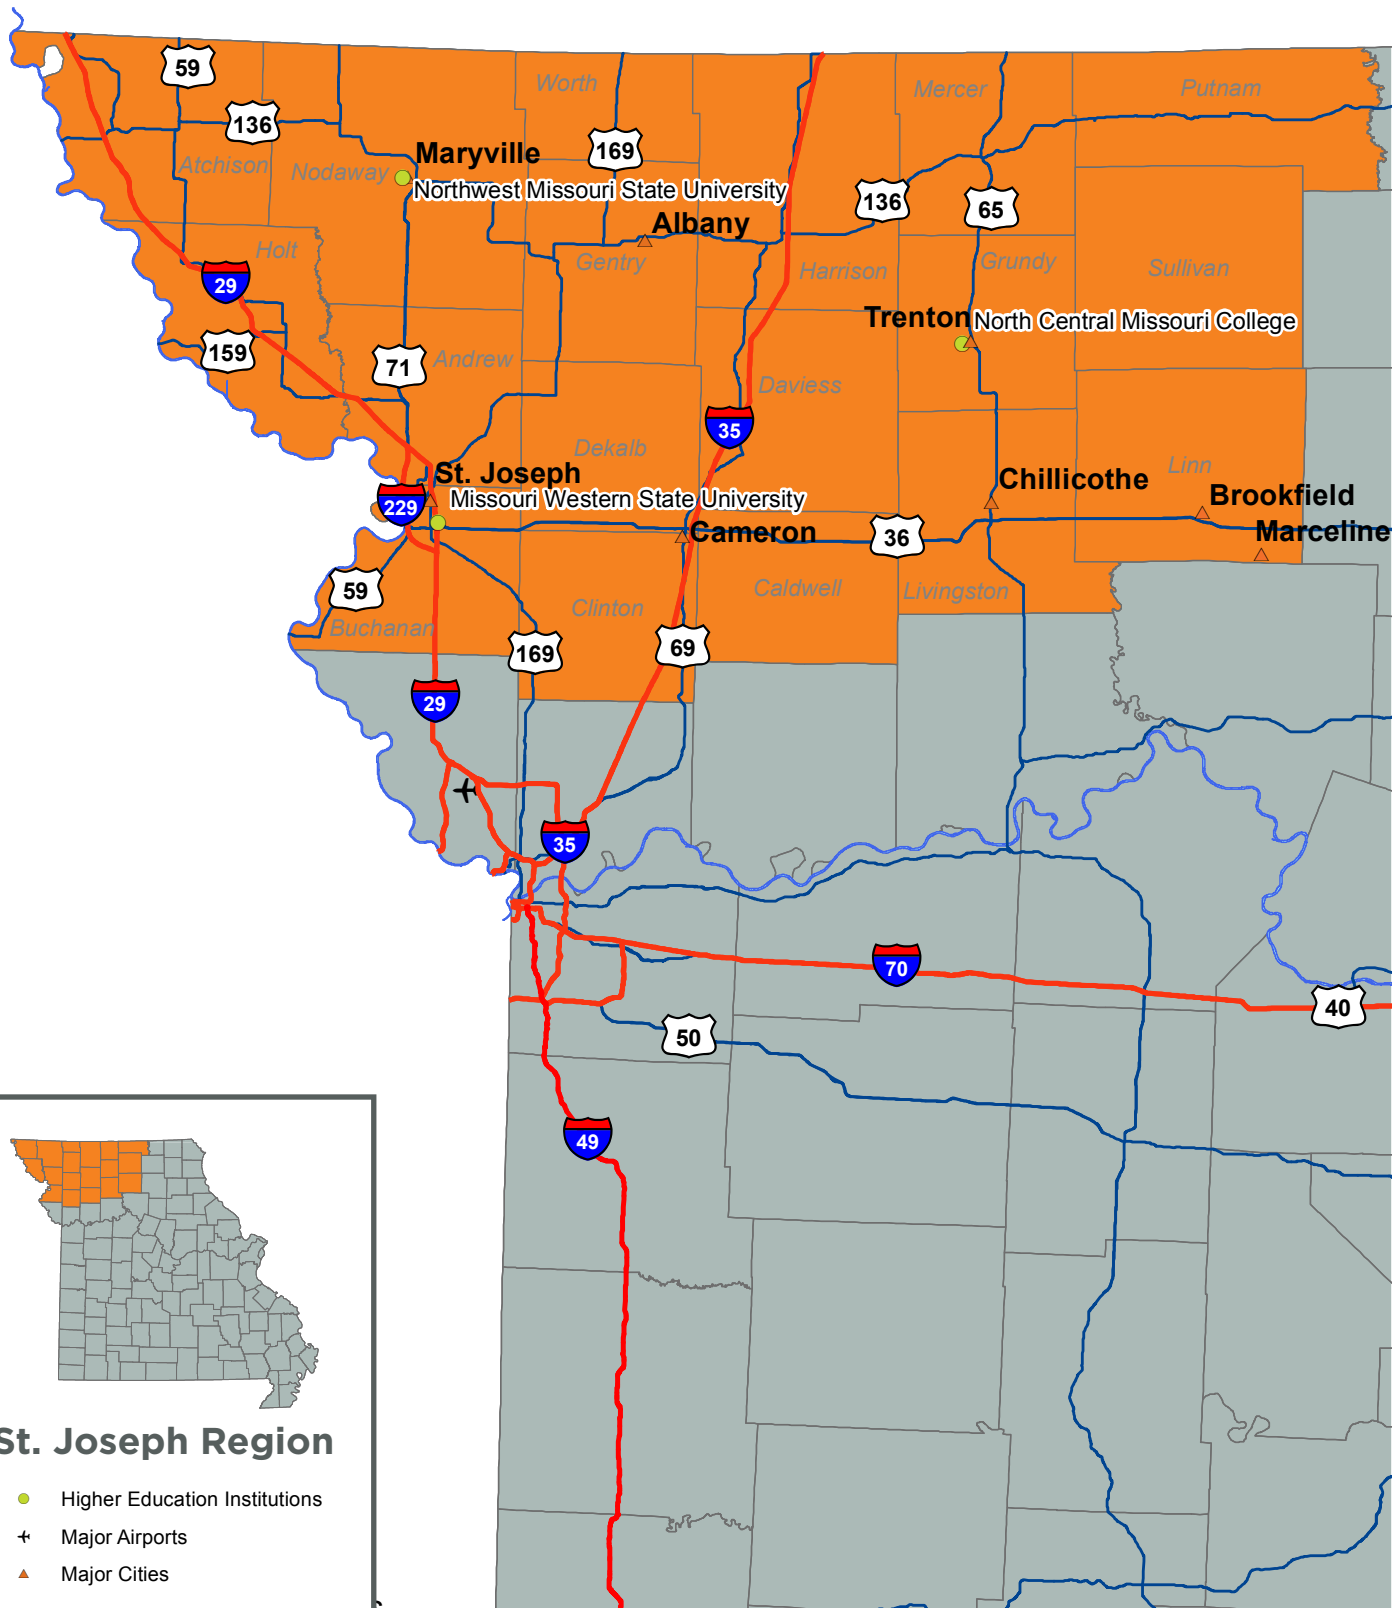 59
136
Worth
169
Mercer
Putnam
Atchison
Nodaway
Maryville
Northwest Missouri State University
136
65
Albany
Holt
Gentry
Harrison
Grundy
Sullivan
29
Trenton
North Central Missouri College
159
71
Andrew
Daviess
35
Dekalb
Linn
St. Joseph
Missouri Western State University
Chillicothe
Brookfield
229
Cameron
36
Marceline
59
Caldwell
Livingston
Clinton
Buchanan
169
69
29
35
70
40
50
49
St. Joseph Region
Higher Education Institutions
Major Airports
Major Cities